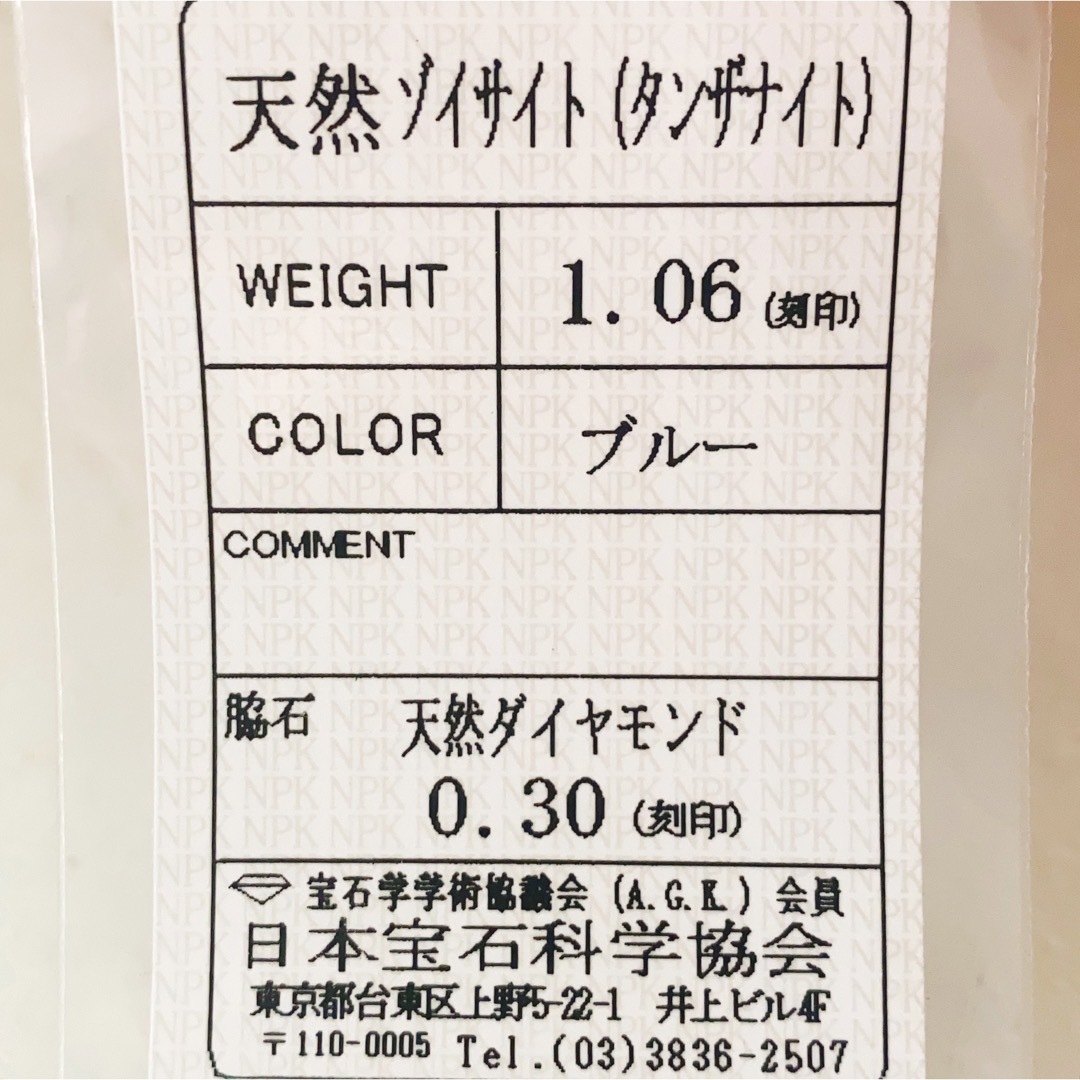 天然 ゾイサイト (タンザナイト)
WEIGHT 1.06 (刻印)
COLOR ブルー
COMMENT
脇石 天然ダイヤモンド
0.30 (刻印)
宝石学学術協議会 (A.G.K.) 会員
日本宝石科学協会
東京都台東区上野5-22-1 井上ビル4F
〒110-0005 Tel.(03)3836-2507